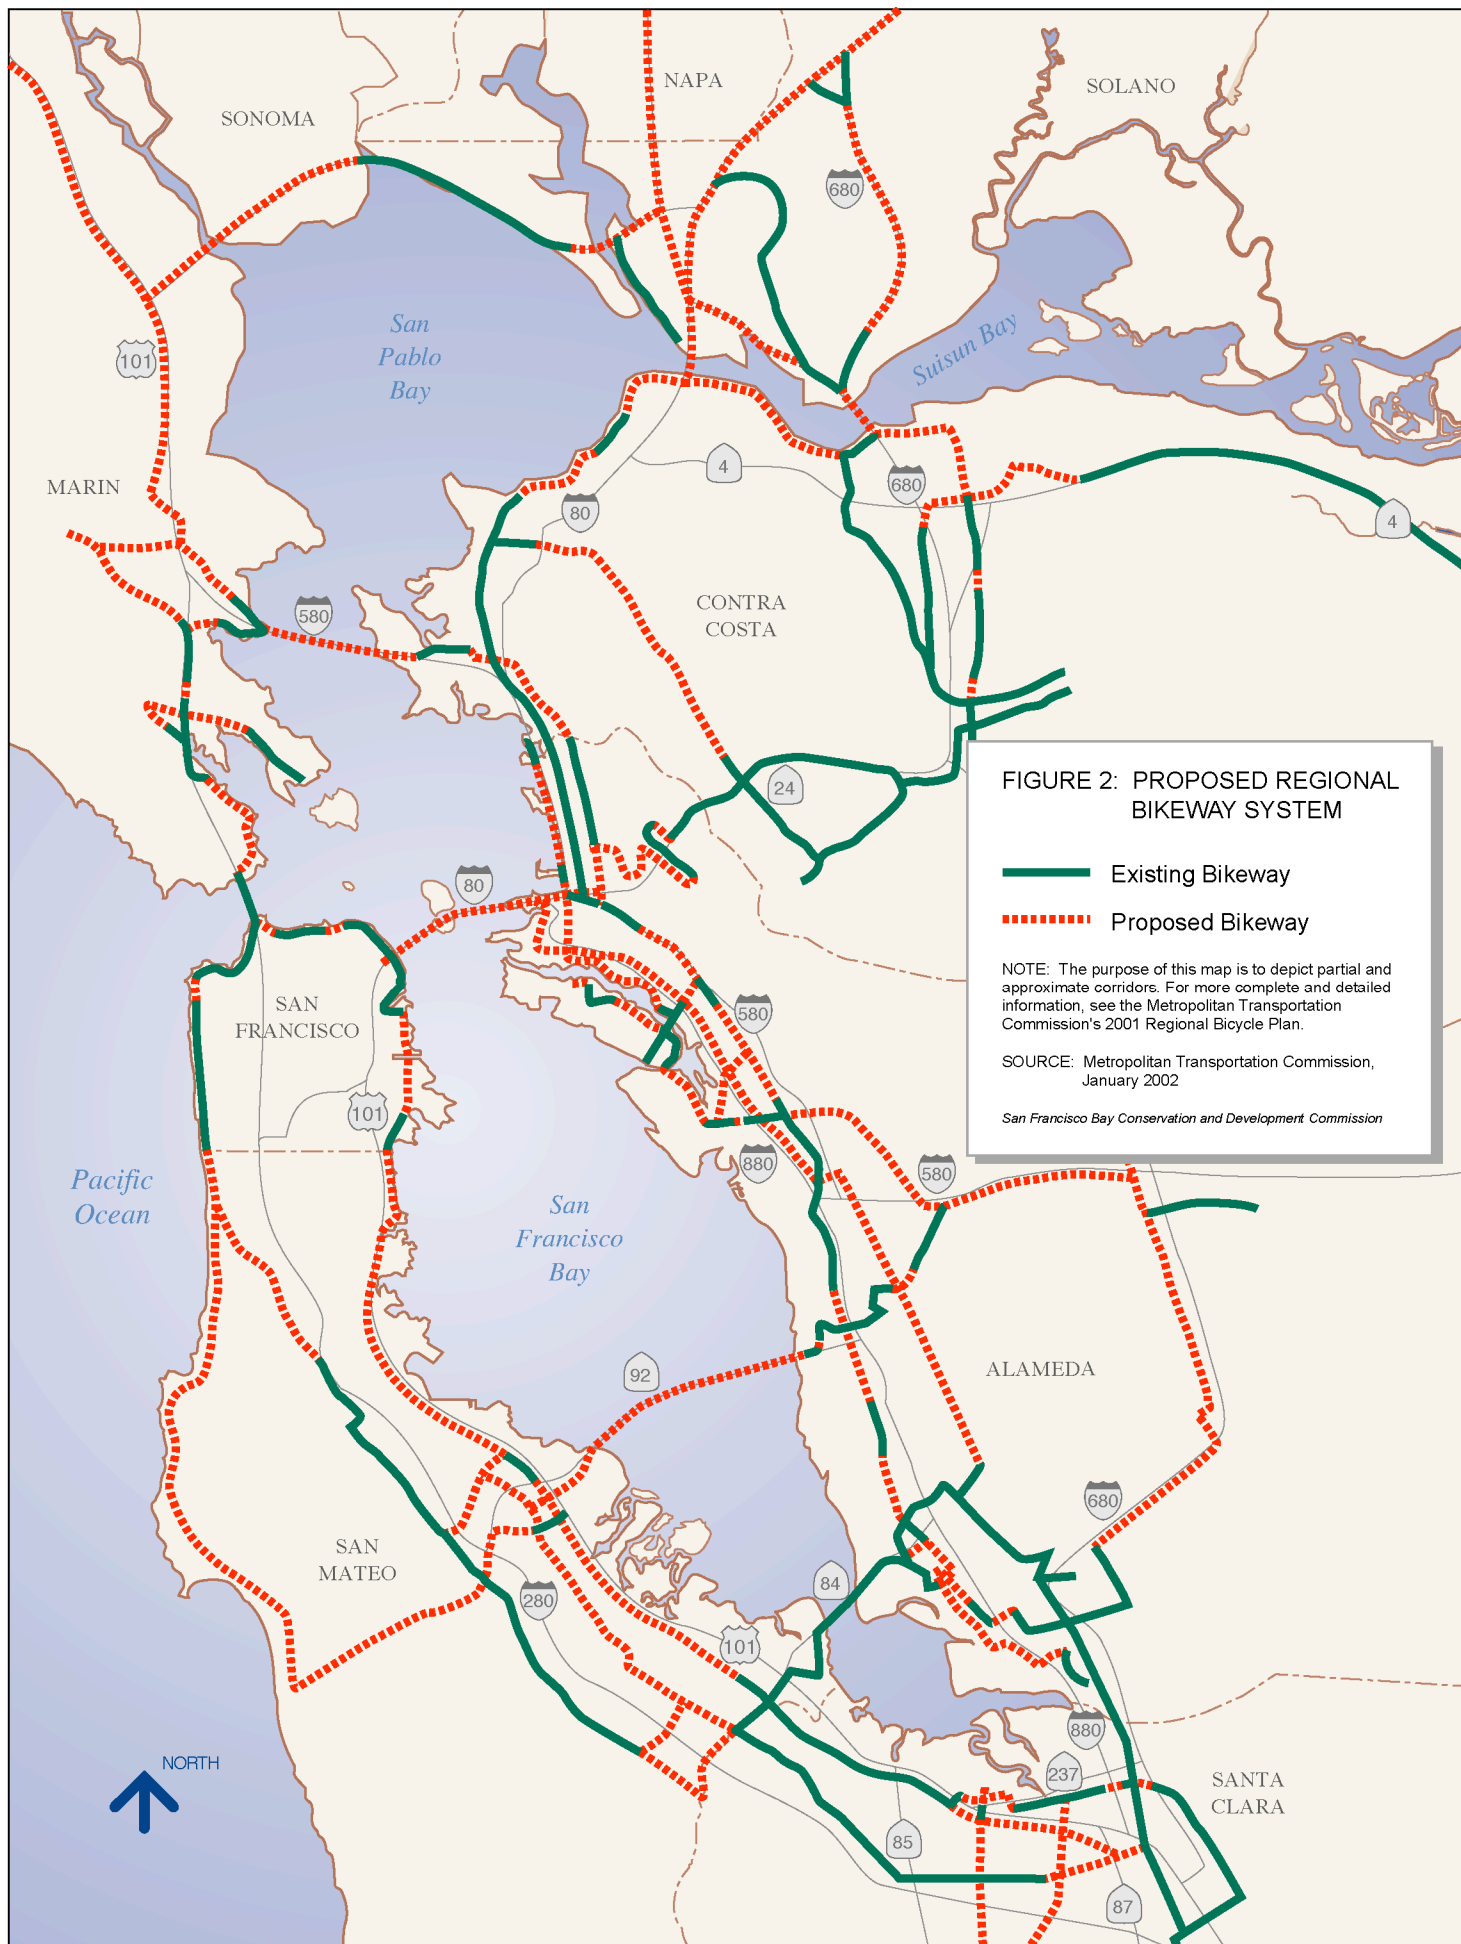 NAPA
SOLANO
SONOMA
680
San
Pablo
Bay
Suisun Bay
101
4
680
80
4
MARIN
580
CONTRA
COSTA
24
80
FIGURE 2: PROPOSED REGIONAL
BIKEWAY SYSTEM
Existing Bikeway
Proposed Bikeway
NOTE: The purpose of this map is to depict partial and
approximate corridors. For more complete and detailed
information, see the Metropolitan Transportation
Commission's 2001 Regional Bicycle Plan.
SOURCE: Metropolitan Transportation Commission,
January 2002
San Francisco Bay Conservation and Development Commission
SAN
FRANCISCO
580
101
880
580
Pacific
Ocean
San
Francisco
Bay
92
ALAMEDA
680
SAN
MATEO
84
280
101
880
NORTH
237
SANTA
CLARA
85
87